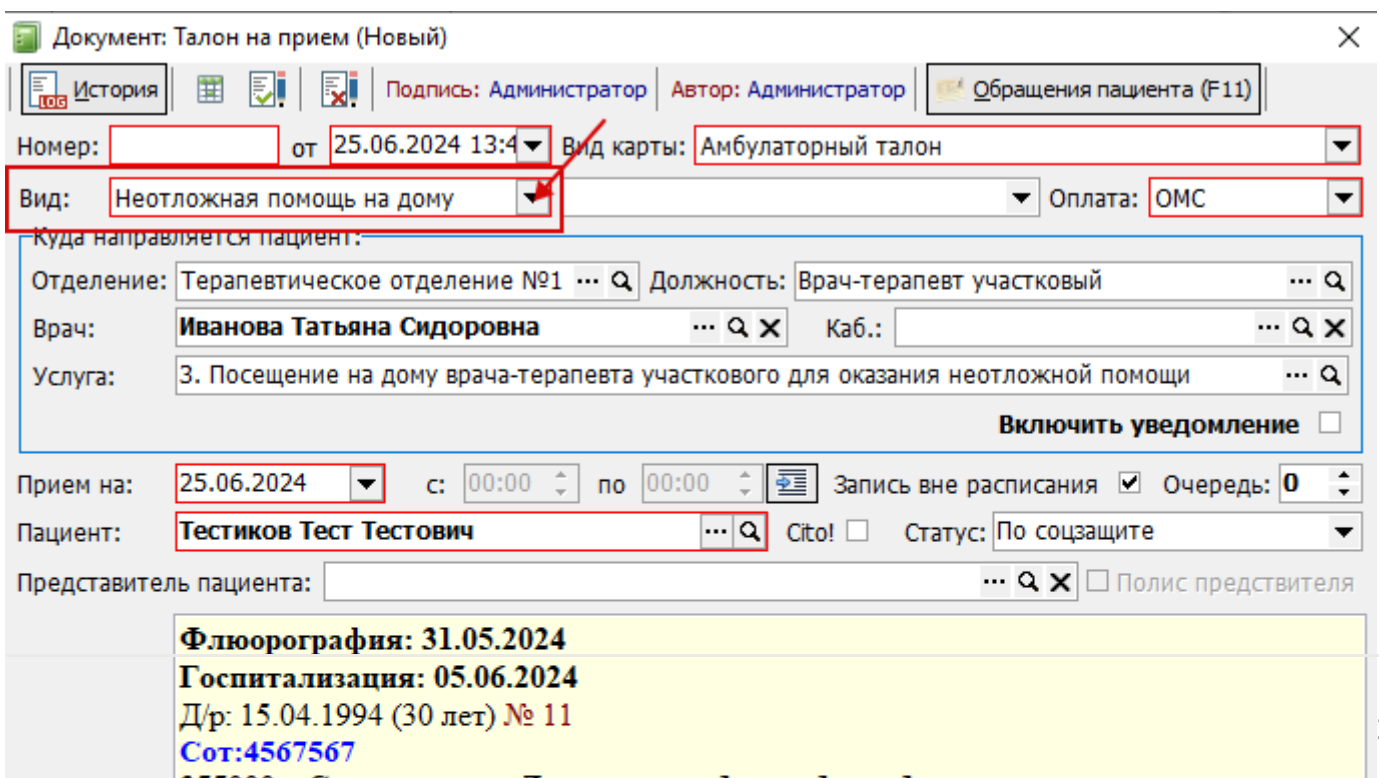 Документ: Талон на прием (Новый)
LOG История Подпись: Администратор Автор: Администратор Обращения пациента (F11)
Номер: от 25.06.2024 13:4 Вид карты: Амбулаторный талон
Вид: Неотложная помощь на дому Оплата: ОМС
Куда направляется пациент:
Отделение: Терапевтическое отделение №1 ... Должность: Врач-терапевт участковый ...
Врач: Иванова Татьяна Сидоровна ... Каб.: ...
Услуга: 3. Посещение на дому врача-терапевта участкового для оказания неотложной помощи ...
Включить уведомление
Прием на: 25.06.2024 с: 00:00 по 00:00 Запись вне расписания Очередь: 0
Пациент: Тестиков Тест Тестович ... Cito! Статус: По соцзащите
Представитель пациента: ... Полис предствителя
Флюорография: 31.05.2024
Госпитализация: 05.06.2024
Д/р: 15.04.1994 (30 лет) № 11
Сот:4567567